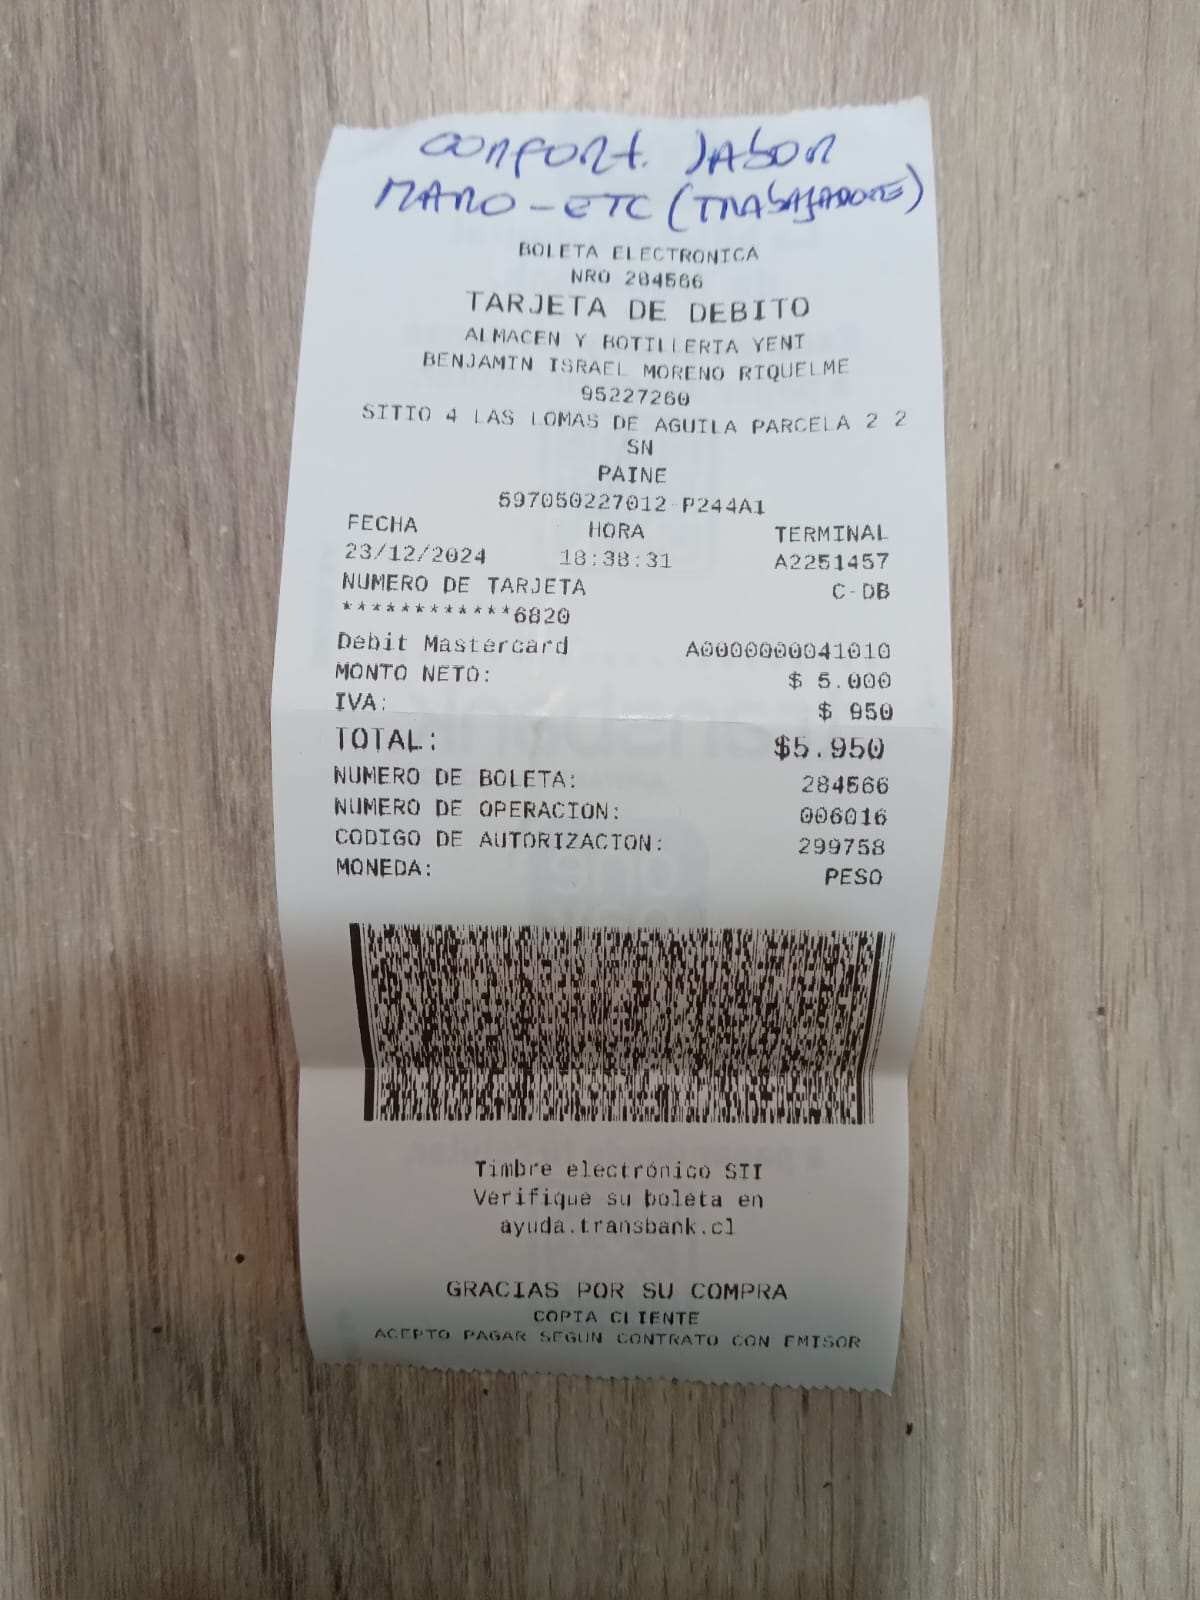 CONFORT. JABON
MANO - ETC (TRABAJADORES)
BOLETA ELECTRONICA
NRO 284566
TARJETA DE DEBITO
ALMACEN Y BOTILLERIA YENI
BENJAMIN ISRAEL MORENO RIQUELME
95227260
SITIO 4 LAS LOMAS DE AGUILA PARCELA 2 2
SN
PAINE
597050227012-P244A1
FECHA HORA TERMINAL
23/12/2024 18:38:31 A2251457
NUMERO DE TARJETA C-DB
************6820
Debit Mastercard A0000000041010
MONTO NETO: $ 5.000
IVA: $ 950
TOTAL: $5.950
NUMERO DE BOLETA: 284566
NUMERO DE OPERACION: 006016
CODIGO DE AUTORIZACION: 299758
MONEDA: PESO
Timbre electrónico SII
Verifique su boleta en
ayuda.transbank.cl
GRACIAS POR SU COMPRA
COPIA CLIENTE
ACEPTO PAGAR SEGUN CONTRATO CON EMISOR